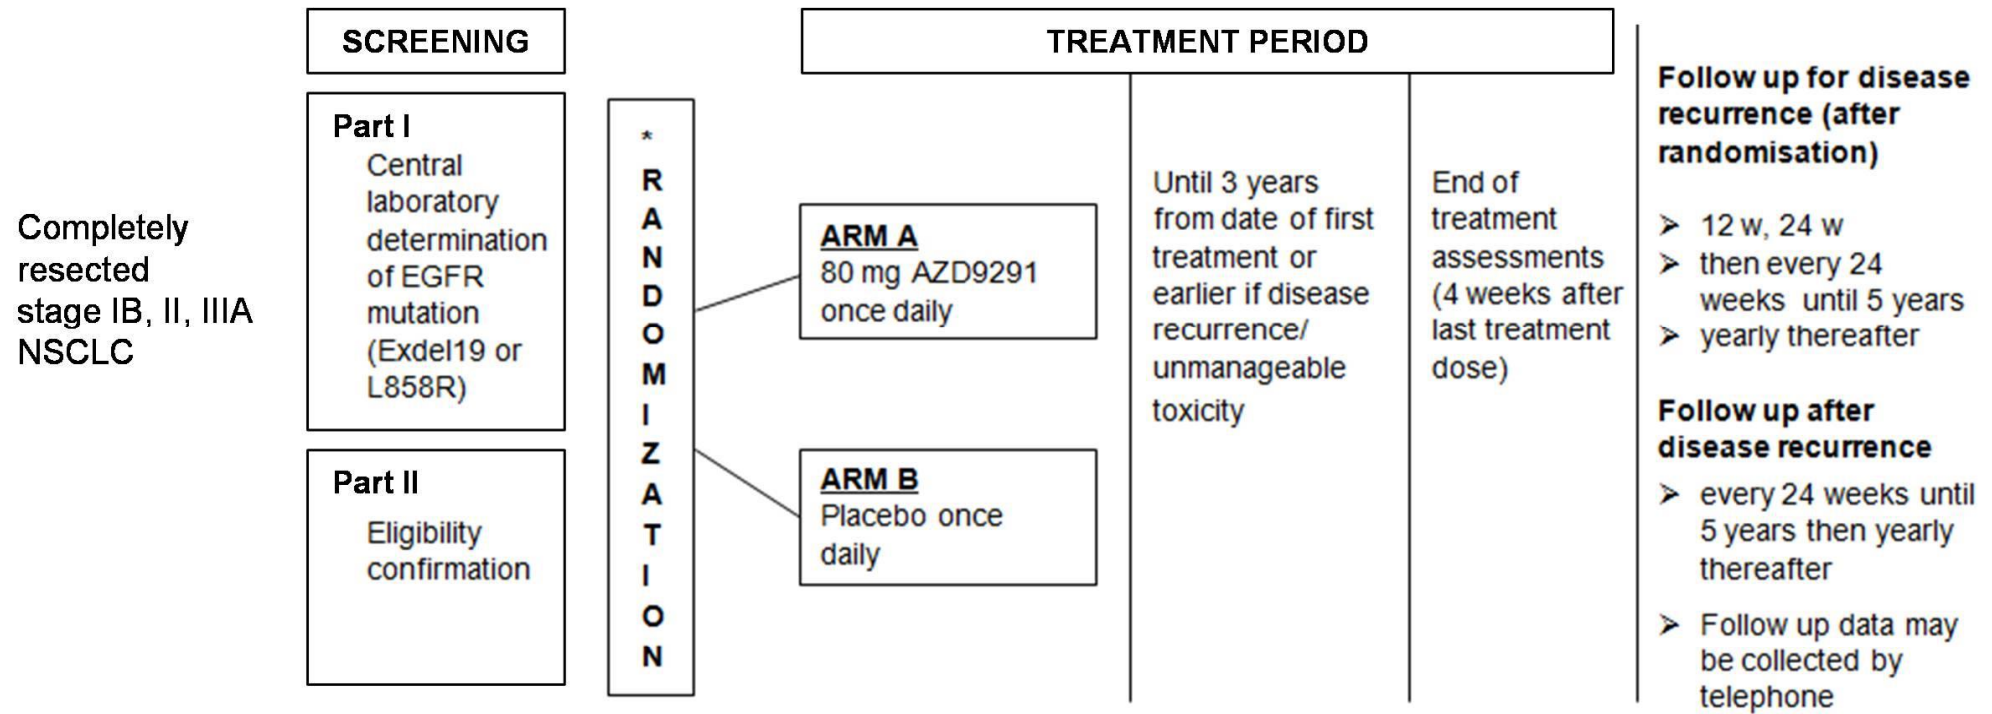 Completely
resected
stage IB, II, IIIA
NSCLC
SCREENING
Part I
Central
laboratory
determination
of EGFR
mutation
(Exdel19 or
L858R)
Part II
Eligibility
confirmation
*
R
A
N
D
O
M
I
Z
A
T
I
O
N
TREATMENT PERIOD
ARM A
80 mg AZD9291
once daily
ARM B
Placebo once
daily
Until 3 years
from date of first
treatment or
earlier if disease
recurrence/
unmanageable
toxicity
End of
treatment
assessments
(4 weeks after
last treatment
dose)
Follow up for disease
recurrence (after
randomisation)
➢ 12 w, 24 w
➢ then every 24
weeks until 5 years
➢ yearly thereafter
Follow up after
disease recurrence
➢ every 24 weeks until
5 years then yearly
thereafter
➢ Follow up data may
be collected by
telephone